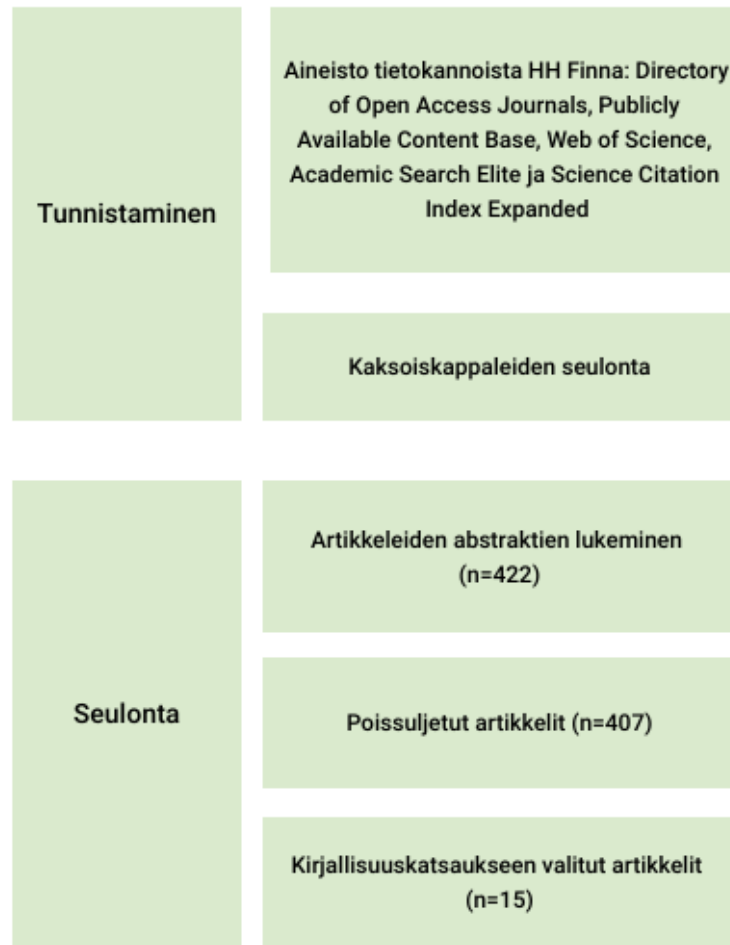 Tunnistaminen
Aineisto tietokannoista HH Finna: Directory
of Open Access Journals, Publicly
Available Content Base, Web of Science,
Academic Search Elite ja Science Citation
Index Expanded
Kaksoiskappaleiden seulonta
Seulonta
Artikkeleiden abstraktien lukeminen
(n=422)
Poissuljetut artikkelit (n=407)
Kirjallisuuskatsaukseen valitut artikkelit
(n=15)